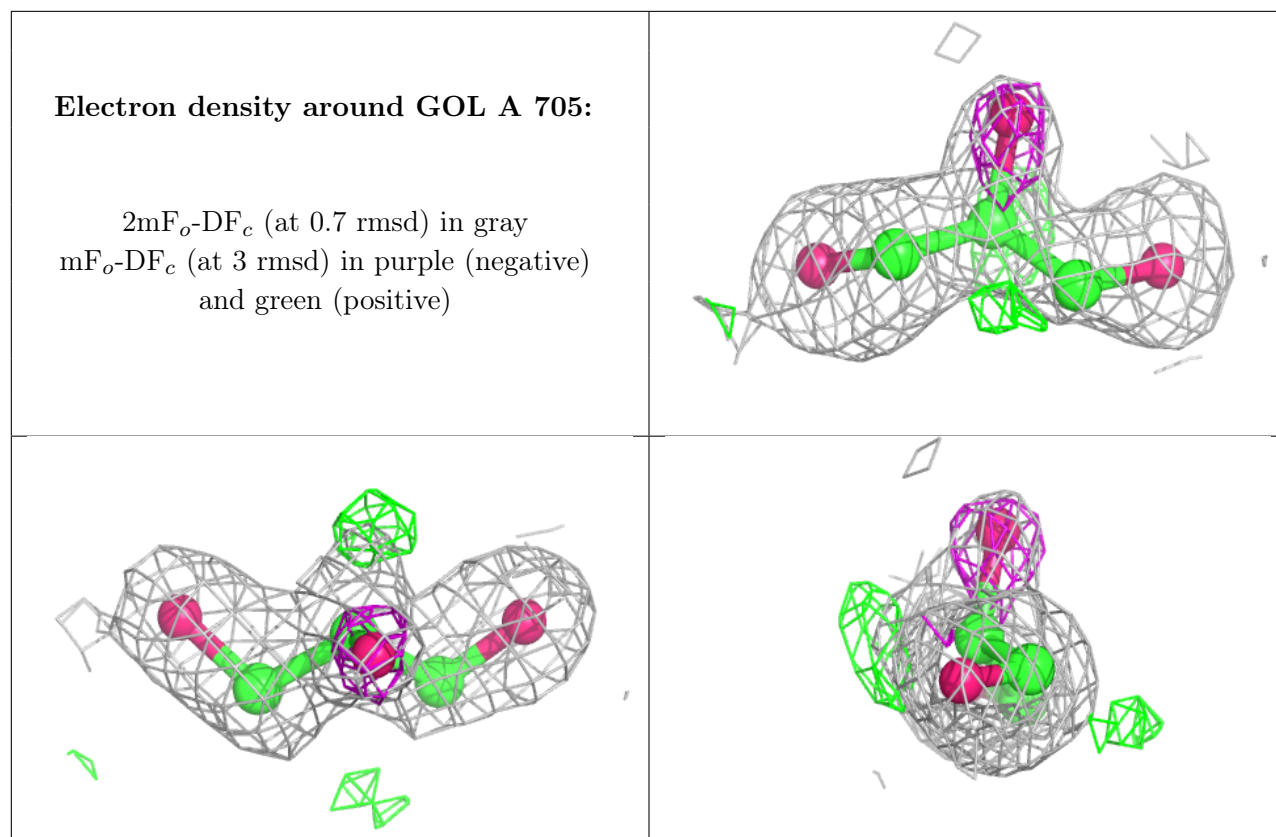 Electron density around GOL A 705:
2mFₒ-DF𝒸 (at 0.7 rmsd) in gray
mFₒ-DF𝒸 (at 3 rmsd) in purple (negative)
and green (positive)